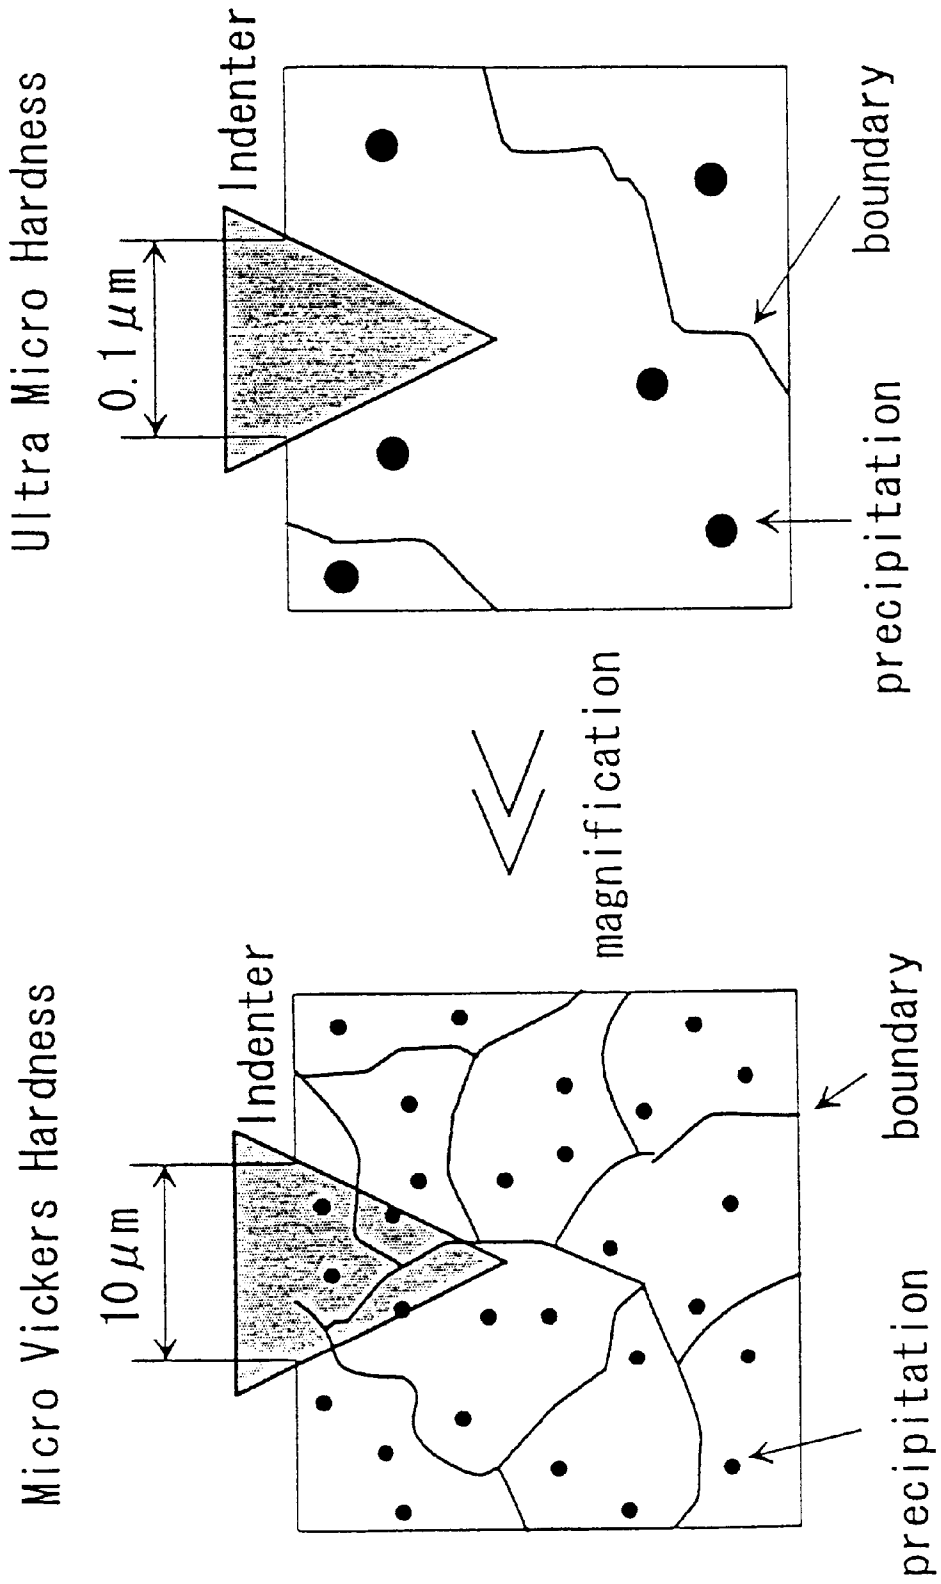 Micro Vickers Hardness
10μm
Indenter
boundary
precipitation
magnification
Ultra Micro Hardness
0.1μm
Indenter
boundary
precipitation